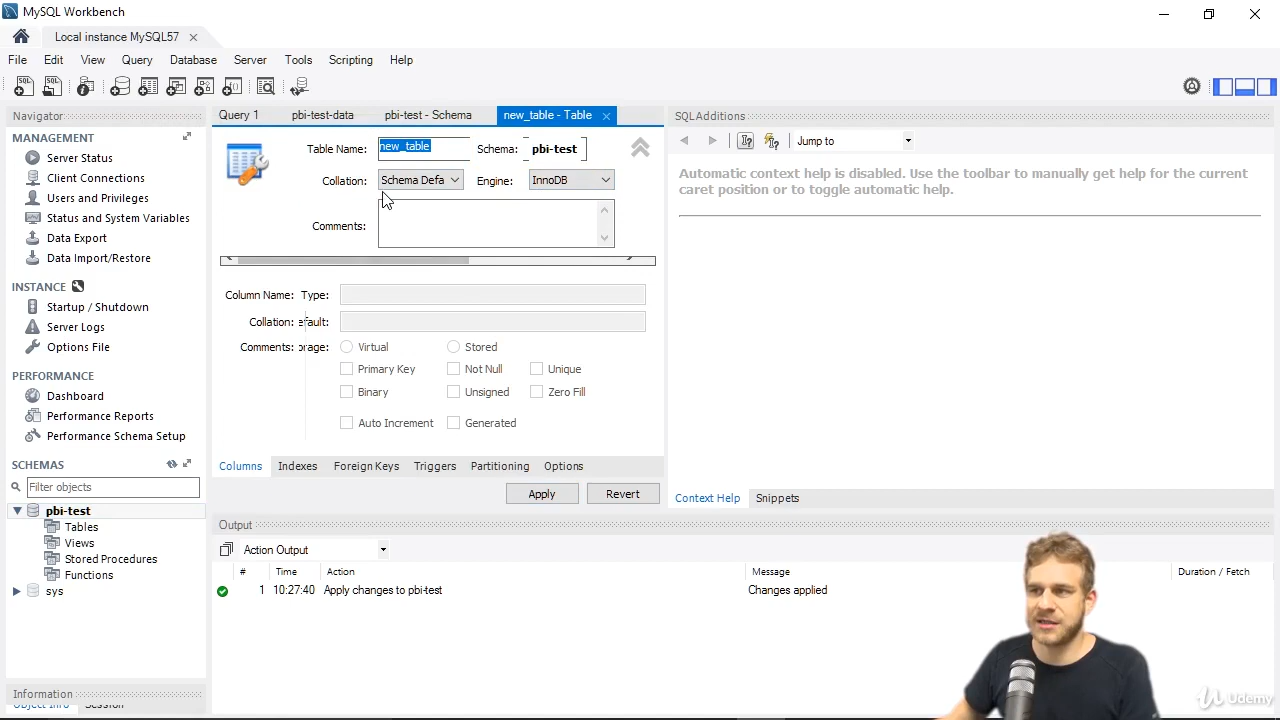 MySQL Workbench
Local instance MySQL57
File Edit View Query Database Server Tools Scripting Help
Navigator
MANAGEMENT
Server Status
Client Connections
Users and Privileges
Status and System Variables
Data Export
Data Import/Restore
INSTANCE
Startup / Shutdown
Server Logs
Options File
PERFORMANCE
Dashboard
Performance Reports
Performance Schema Setup
SCHEMAS
Filter objects
pbi-test
Tables
Views
Stored Procedures
Functions
sys
Information
Object Info Session
Query 1 pbi-test-data pbi-test - Schema new_table - Table
Table Name: new_table Schema: pbi-test
Collation: Schema Defa Engine: InnoDB
Comments:
Column Name: Type:
Collation: efault:
Comments: orage: Virtual Stored
Primary Key Not Null Unique
Binary Unsigned Zero Fill
Auto Increment Generated
Columns Indexes Foreign Keys Triggers Partitioning Options
Apply Revert
SQLAdditions
Jump to
Automatic context help is disabled. Use the toolbar to manually get help for the current
caret position or to toggle automatic help.
Context Help Snippets
Output
Action Output
# Time Action Message Duration / Fetch
1 10:27:40 Apply changes to pbi-test Changes applied
Udemy